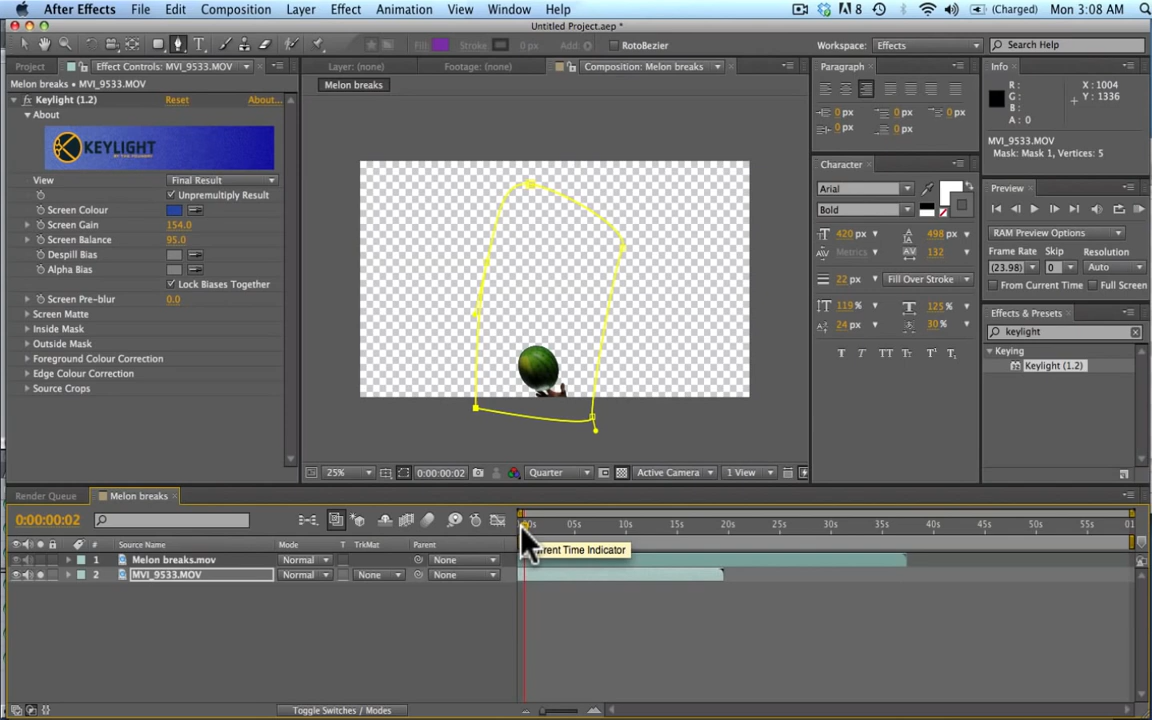 After Effects File Edit Composition Layer Effect Animation View Window Help 8 (Charged) Mon 3:08 AM
Untitled Project.aep *
Fill: Stroke: 0 px Add: RotoBezier Workspace: Effects Search Help
Project Effect Controls: MVI_9533.MOV Layer: (none) Footage: (none) Composition: Melon breaks Paragraph Info
Melon breaks • MVI_9533.MOV
Melon breaks
Keylight (1.2) Reset About...
About
KEYLIGHT
BY THE FOUNDRY
View Final Result
Unpremultiply Result
Screen Colour
Screen Gain 154.0
Screen Balance 95.0
Despill Bias
Alpha Bias
Lock Biases Together
Screen Pre-blur 0.0
Screen Matte
Inside Mask
Outside Mask
Foreground Colour Correction
Edge Colour Correction
Source Crops
25% 0:00:00:02 Quarter Active Camera 1 View
0 px 0 px 0 px
0 px 0 px
Character
Arial
Bold
420 px 498 px
Metrics 132
22 px Fill Over Stroke
119% 125%
24 px 30%
T T TT Tт T¹ T₁
R :
G :
B :
A : 0
X : 1004
Y : 1336
MVI_9533.MOV
Mask: Mask 1, Vertices: 5
Preview
RAM Preview Options
Frame Rate Skip Resolution
(23.98) 0 Auto
From Current Time Full Screen
Effects & Presets
keylight
Keying
Keylight (1.2)
Render Queue Melon breaks
0:00:00:02 00s 05s 10s 15s 20s 25s 30s 35s 40s 45s 50s 55s 01
# Source Name Mode T TrkMat Parent
rrent Time Indicator
1 Melon breaks.mov Normal None
2 MVI_9533.MOV Normal None None
Toggle Switches / Modes